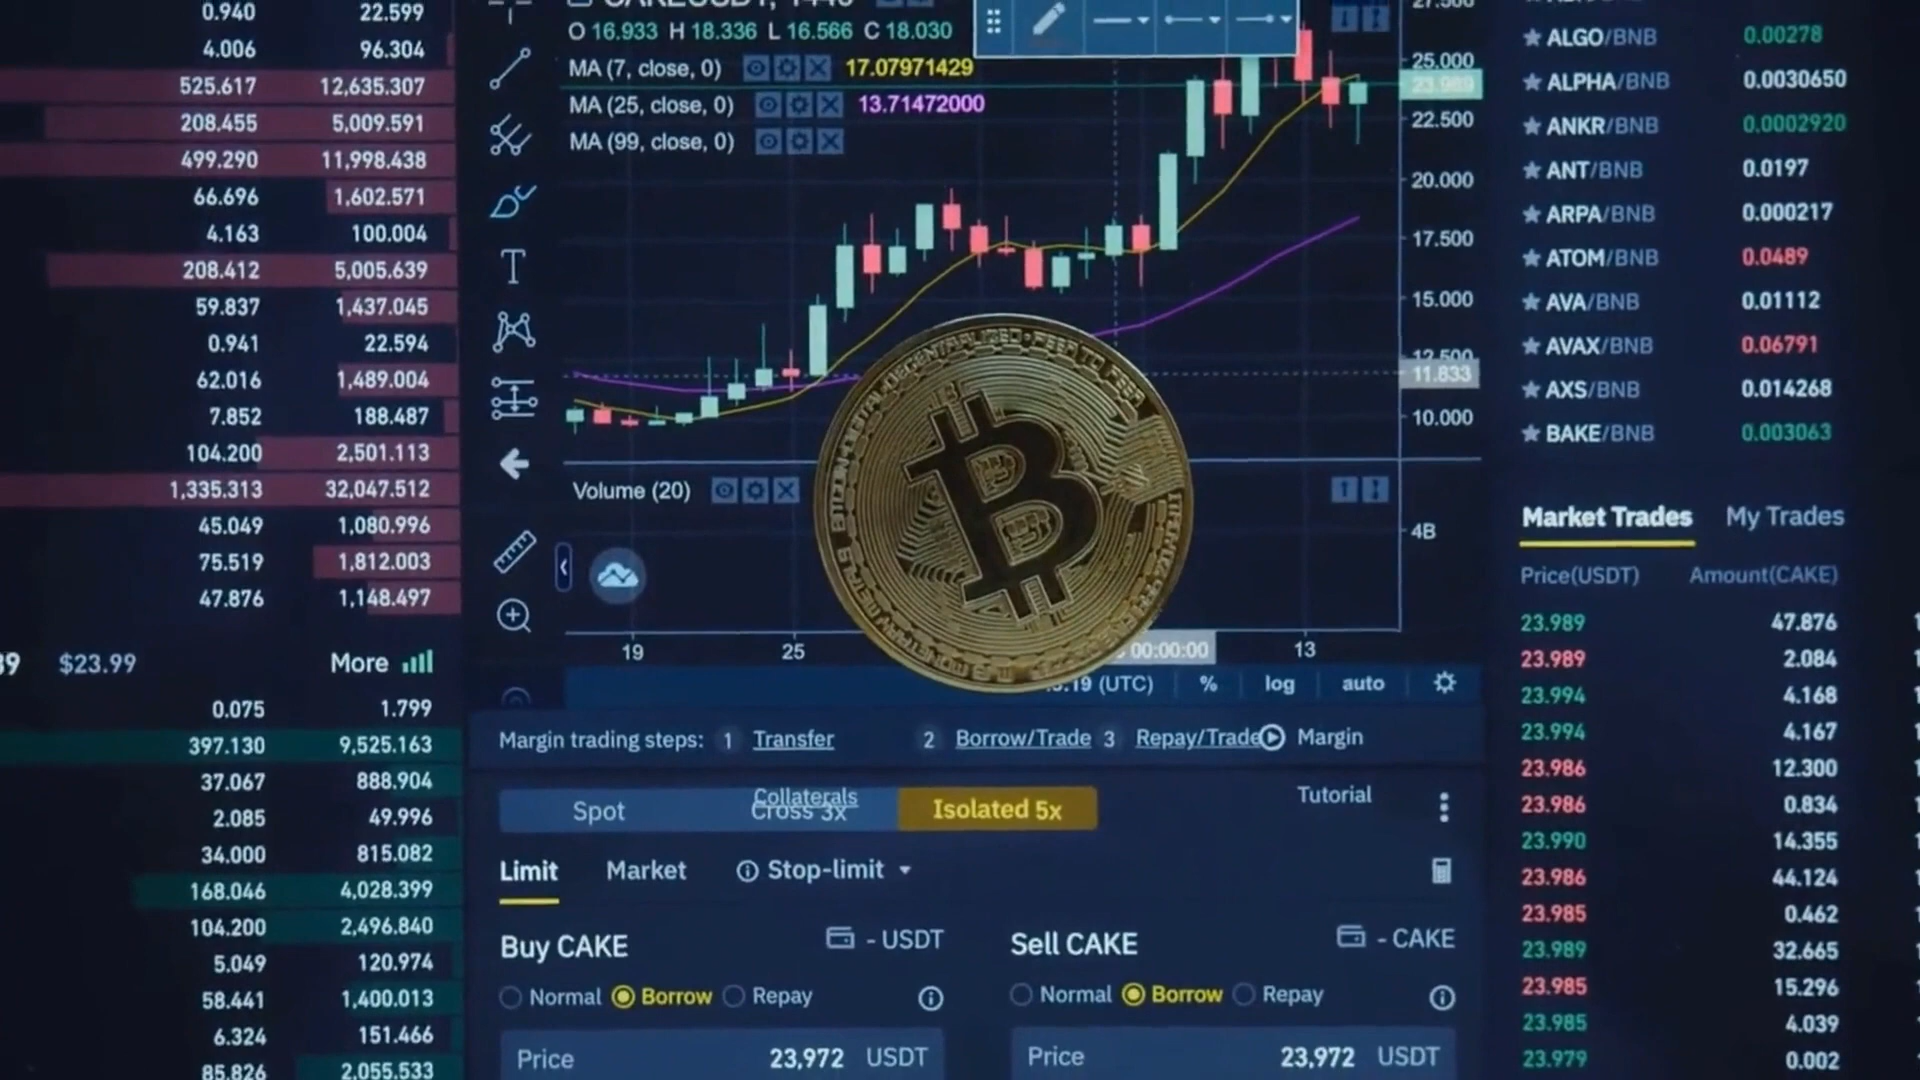 0.940 22.599
4.006 96.304
525.617 12,635.307
208.455 5,009.591
499.290 11,998.438
66.696 1,602.571
4.163 100.004
208.412 5,005.639
59.837 1,437.045
0.941 22.594
62.016 1,489.004
7.852 188.487
104.200 2,501.113
1,335.313 32,047.512
45.049 1,080.996
75.519 1,812.003
47.876 1,148.497
39 $23.99 More
0.075 1.799
397.130 9,525.163
37.067 888.904
2.085 49.996
34.000 815.082
168.046 4,028.399
104.200 2,496.840
5.049 120.974
58.441 1,400.013
6.324 151.466
85.826 2,055.533
O 16.933 H 18.336 L 16.566 C 18.030
MA (7, close, 0) 17.07971429
MA (25, close, 0) 13.71472000
MA (99, close, 0)
T
27.500
25.000
23.989
22.500
20.000
17.500
15.000
12.500
11.833
10.000
Volume (20)
4B
19 25 00:00:00 13
(UTC) % log auto
B
Margin trading steps: 1 Transfer 2 Borrow/Trade 3 Repay/Trade Margin
Collaterals Tutorial
Spot Cross 3x Isolated 5x
Limit Market Stop-limit
Buy CAKE - USDT
Normal Borrow Repay
Price 23,972 USDT
Sell CAKE - CAKE
Normal Borrow Repay
Price 23,972 USDT
ALGO/BNB 0.00278
ALPHA/BNB 0.0030650
ANKR/BNB 0.0002920
ANT/BNB 0.0197
ARPA/BNB 0.000217
ATOM/BNB 0.0489
AVA/BNB 0.01112
AVAX/BNB 0.06791
AXS/BNB 0.014268
BAKE/BNB 0.003063
Market Trades My Trades
Price(USDT) Amount(CAKE)
23.989 47.876
23.989 2.084
23.994 4.168
23.994 4.167
23.986 12.300
23.986 0.834
23.990 14.355
23.986 44.124
23.985 0.462
23.989 32.665
23.985 15.296
23.985 4.039
23.979 0.002